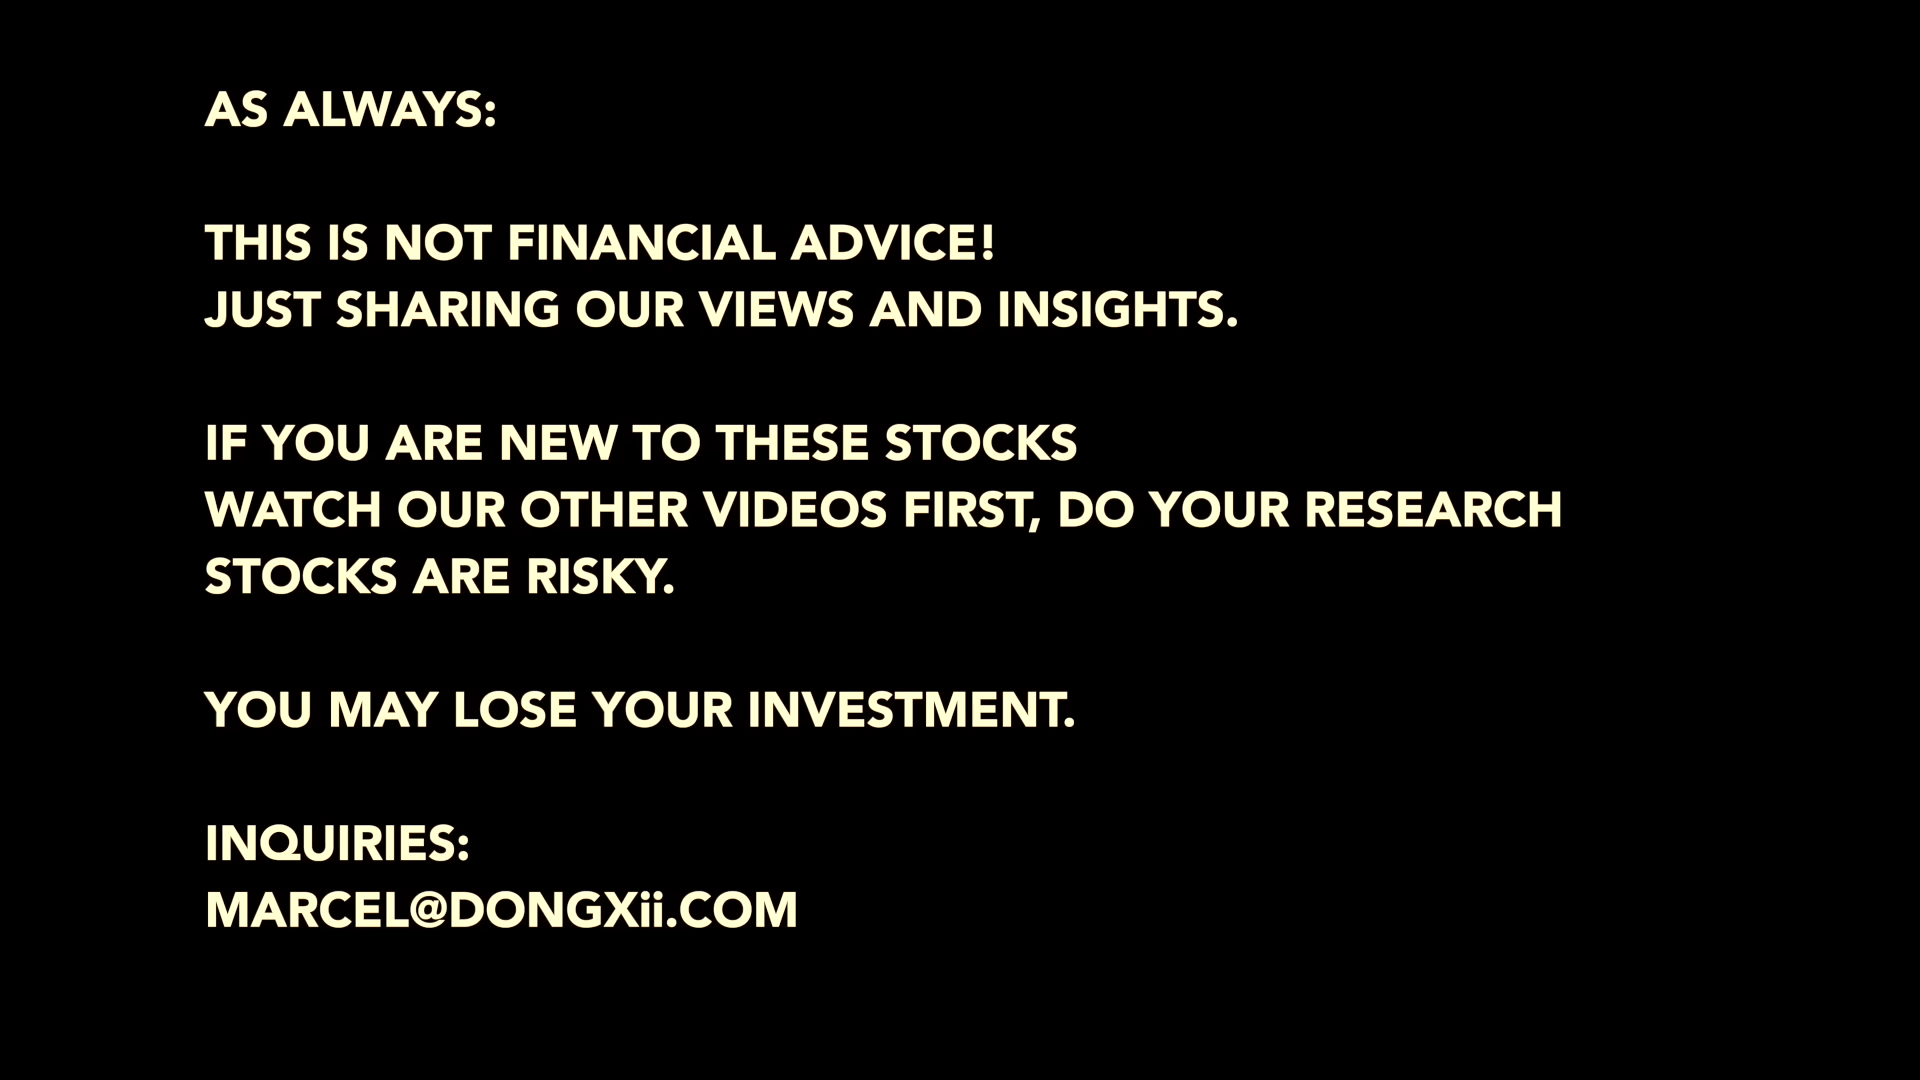 AS ALWAYS:
THIS IS NOT FINANCIAL ADVICE!
JUST SHARING OUR VIEWS AND INSIGHTS.
IF YOU ARE NEW TO THESE STOCKS
WATCH OUR OTHER VIDEOS FIRST, DO YOUR RESEARCH
STOCKS ARE RISKY.
YOU MAY LOSE YOUR INVESTMENT.
INQUIRIES:
MARCEL@DONGXii.COM